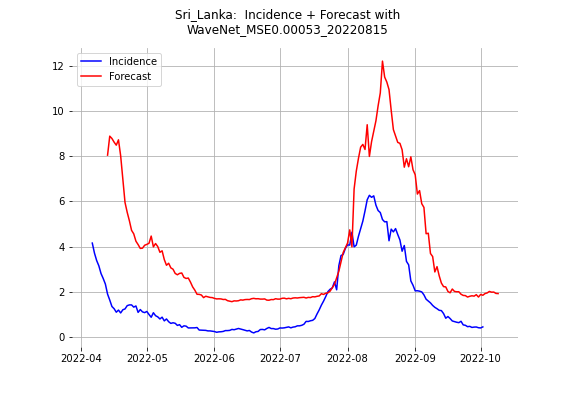 Sri_Lanka: Incidence + Forecast with
WaveNet_MSE0.00053_20220815
Incidence
Forecast
12
10
8
6
4
2
0
2022-04 2022-05 2022-06 2022-07 2022-08 2022-09 2022-10